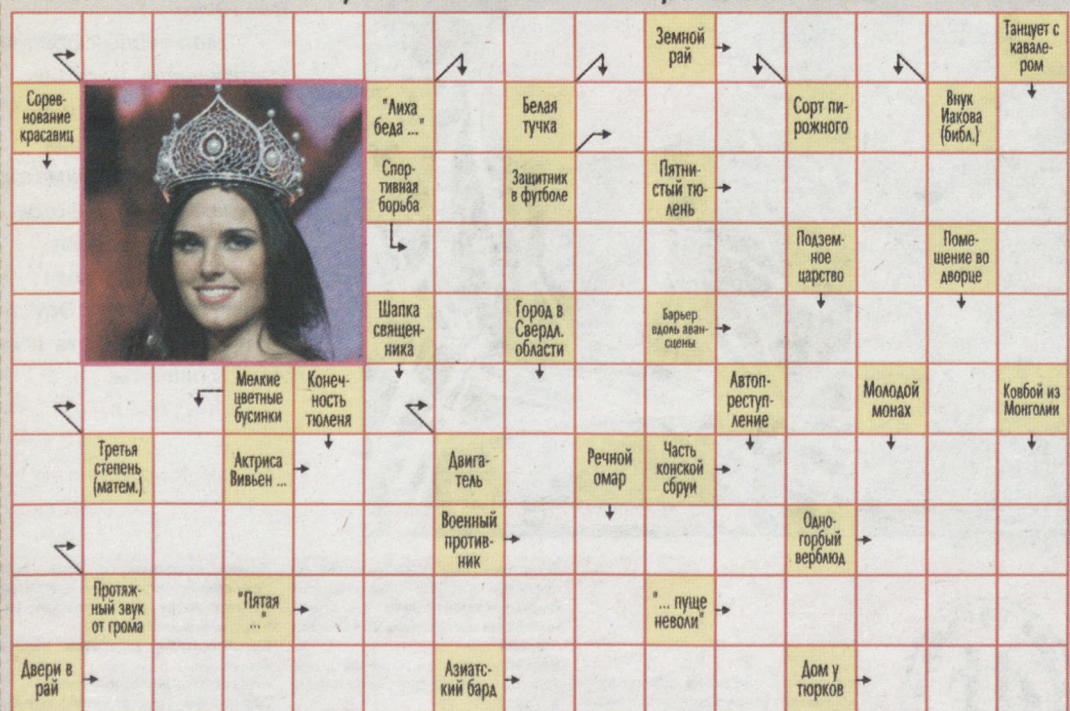 Земной
рай
Танцует с
кавале-
ром
Сорев-
нование
красавиц
"Лиха
беда ..."
Белая
тучка
Сорт пи-
рожного
Внук
Иакова
(библ.)
Спор-
тивная
борьба
Защитник
в футболе
Пятни-
стый тю-
лень
Подзем-
ное
царство
Поме-
щение во
дворце
Шапка
священ-
ника
Город в
Свердл.
области
Барьер
вдоль аван-
сцены
Мелкие
цветные
бусинки
Конеч-
ность
тюленя
Автоп-
реступ-
ление
Молодой
монах
Ковбой из
Монголии
Третья
степень
(матем.)
Актриса
Вивьен ...
Двига-
тель
Речной
омар
Часть
конской
сбруи
Военный
против-
ник
Одно-
горбый
верблюд
Протяж-
ный звук
от грома
"Пятая
..."
"... пуще
неволи"
Двери в
рай
Азиатс-
кий бард
Дом у
тюрков